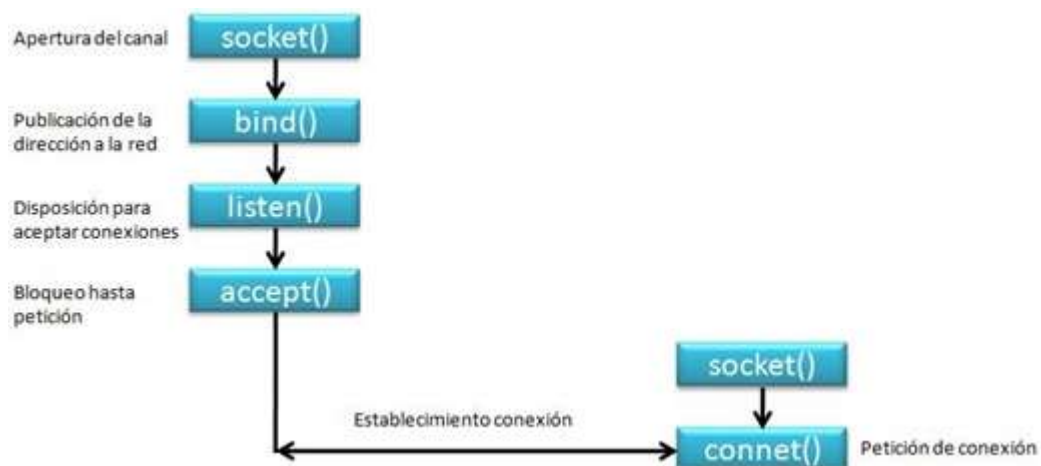 Apertura del canal
socket()
Publicación de la
dirección a la red
bind()
Disposición para
aceptar conexiones
listen()
Bloqueo hasta
petición
accept()
socket()
Establecimiento conexión
connet()
Petición de conexión